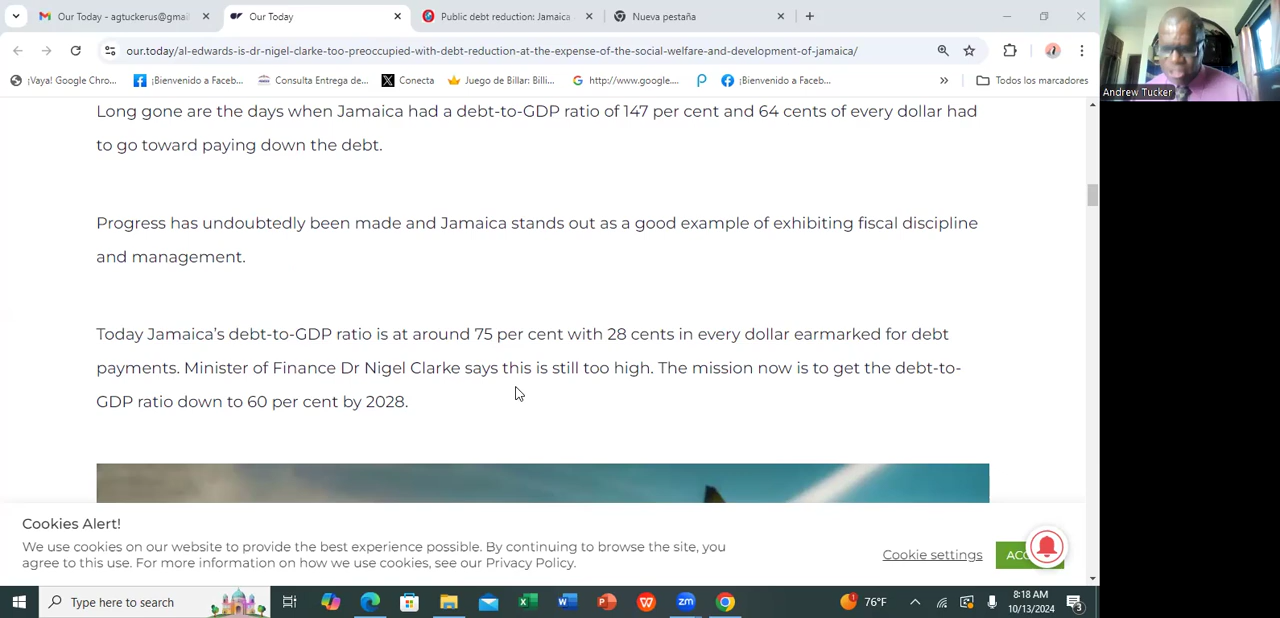 Our Today - agtuckerus@gmai
Our Today
Public debt reduction: Jamaica
Nueva pestaña
our.today/al-edwards-is-dr-nigel-clarke-too-preoccupied-with-debt-reduction-at-the-expense-of-the-social-welfare-and-development-of-jamaica/
¡Vaya! Google Chro...
¡Bienvenido a Faceb...
Consulta Entrega de...
Conecta
Juego de Billar: Billi...
http://www.google....
¡Bienvenido a Faceb...
»
Todos los marcadores
Andrew Tucker
Long gone are the days when Jamaica had a debt-to-GDP ratio of 147 per cent and 64 cents of every dollar had
to go toward paying down the debt.
Progress has undoubtedly been made and Jamaica stands out as a good example of exhibiting fiscal discipline
and management.
Today Jamaica's debt-to-GDP ratio is at around 75 per cent with 28 cents in every dollar earmarked for debt
payments. Minister of Finance Dr Nigel Clarke says this is still too high. The mission now is to get the debt-to-
GDP ratio down to 60 per cent by 2028.
Cookies Alert!
We use cookies on our website to provide the best experience possible. By continuing to browse the site, you
agree to this use. For more information on how we use cookies, see our Privacy Policy.
Cookie settings
Type here to search
76°F
8:18 AM
10/13/2024
3